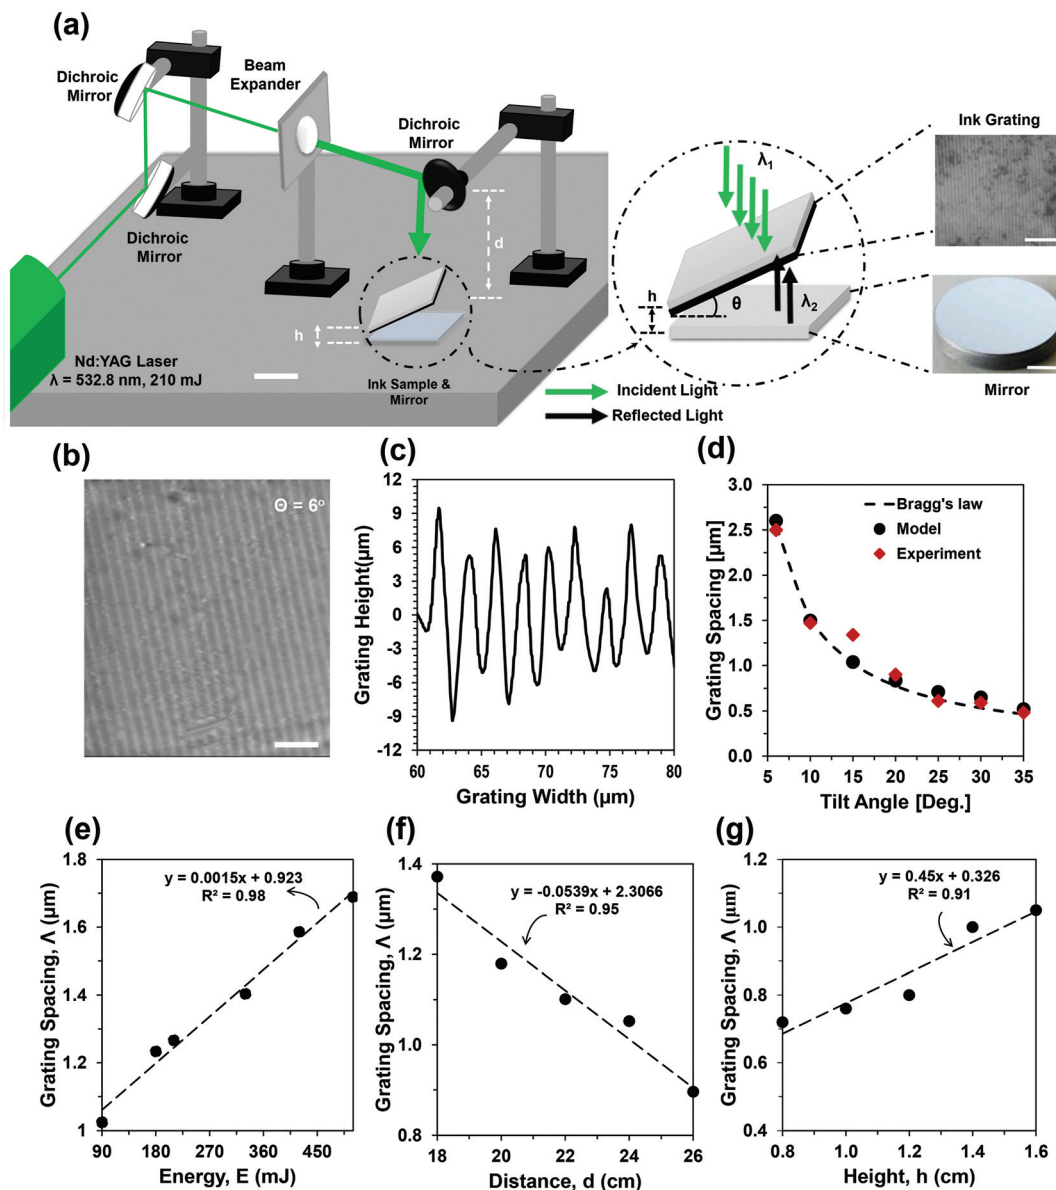 (a)
Dichroic
Mirror
Beam
Expander
Dichroic
Mirror
Dichroic
Mirror
d
h
Nd:YAG Laser
λ = 532.8 nm, 210 mJ
Ink Sample &
Mirror
λ1
h
θ
λ2
Ink Grating
Mirror
Incident Light
Reflected Light
(b)
Θ = 6°
(c)
Grating Height(μm)
12
9
6
3
0
-3
-6
-9
-12
60
65
70
75
80
Grating Width (μm)
(d)
Grating Spacing [μm]
3.0
2.5
2.0
1.5
1.0
0.5
0.0
Bragg's law
Model
Experiment
5
10
15
20
25
30
35
Tilt Angle [Deg.]
(e)
Grating Spacing, Λ (μm)
1.8
1.6
1.4
1.2
1
y = 0.0015x + 0.923
R² = 0.98
90
180
270
360
450
Energy, E (mJ)
(f)
Grating Spacing, Λ (μm)
1.4
1.2
1.0
0.8
y = -0.0539x + 2.3066
R² = 0.95
18
20
22
24
26
Distance, d (cm)
(g)
Grating Spacing, Λ (μm)
1.2
1.0
0.8
0.6
0.4
y = 0.45x + 0.326
R² = 0.91
0.8
1.0
1.2
1.4
1.6
Height, h (cm)